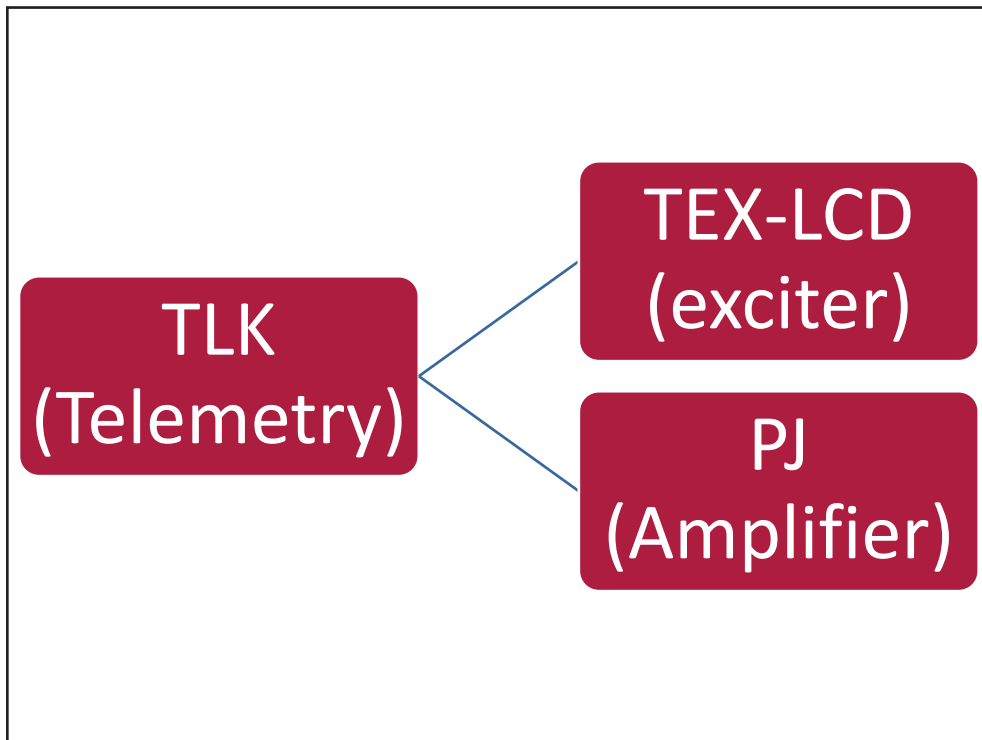 TLK
(Telemetry)
TEX-LCD
(exciter)
PJ
(Amplifier)